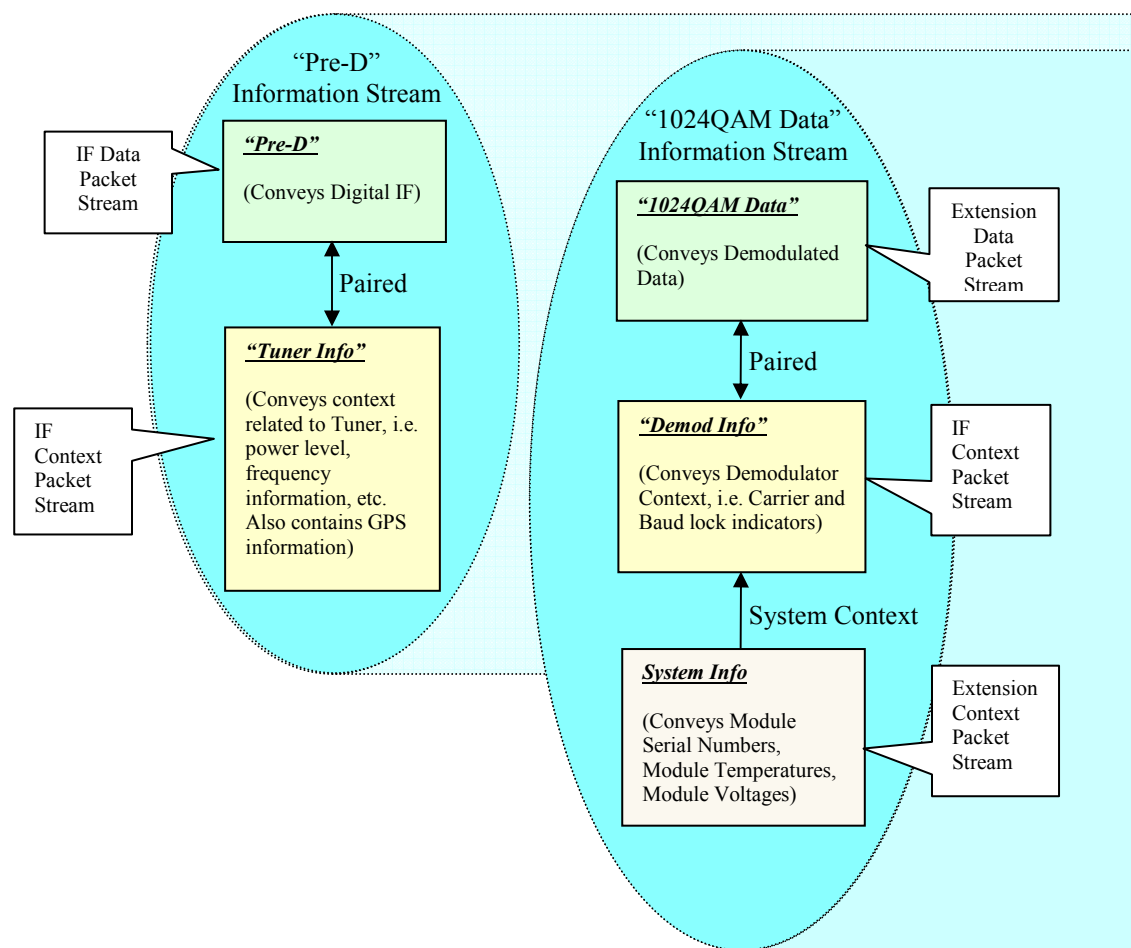 “Pre-D”
Information Stream
IF Data
Packet
Stream
“Pre-D”
(Conveys Digital IF)
Paired
“Tuner Info”
(Conveys context
related to Tuner, i.e.
power level,
frequency
information, etc.
Also contains GPS
information)
IF
Context
Packet
Stream
“1024QAM Data”
Information Stream
“1024QAM Data”
(Conveys Demodulated
Data)
Extension
Data
Packet
Stream
Paired
“Demod Info”
(Conveys Demodulator
Context, i.e. Carrier and
Baud lock indicators)
IF
Context
Packet
Stream
System Context
System Info
(Conveys Module
Serial Numbers,
Module Temperatures,
Module Voltages)
Extension
Context
Packet
Stream